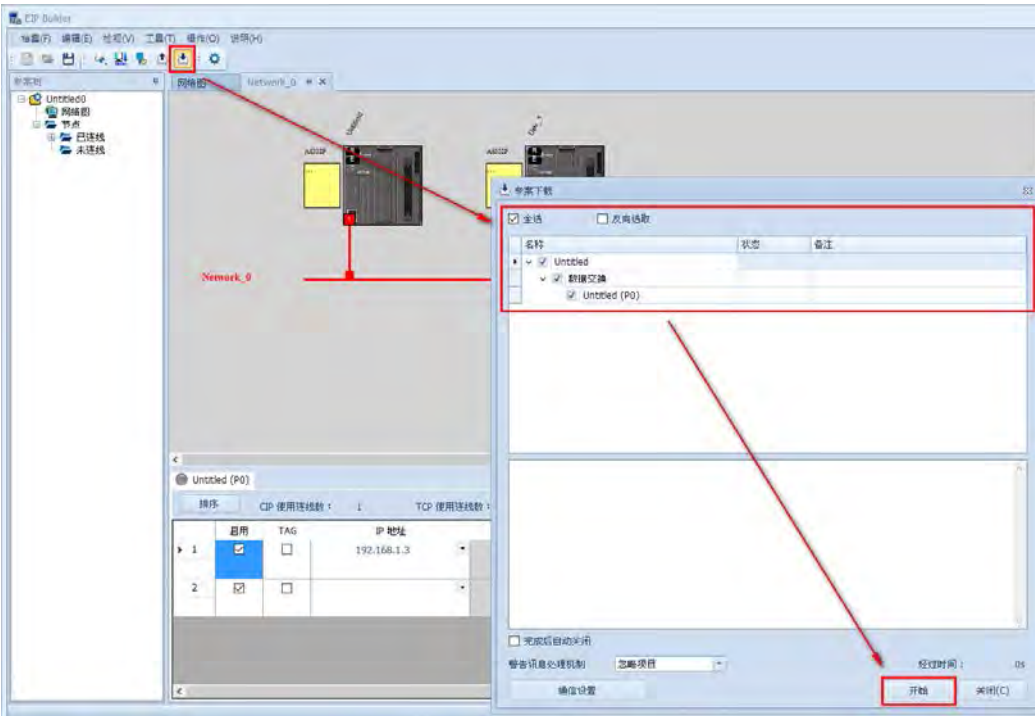 CIP Builder
档案(F) 编辑(E) 检视(V) 工具(T) 操作(O) 说明(H)
专案树
网络图 Network_0
Untitled0
网络图
节点
已连线
未连线
Untitled
Dev_1
Network_0
专案下载
全选 反向选取
名称 状态 备注
Untitled
数据交换
Untitled (P0)
Untitled (P0)
排序 CIP 使用连线数: 1 TCP 使用连线数:
启用 TAG IP 地址
1 192.168.1.3
2
完成后自动关闭
警告讯息处理机制 忽略项目 经过时间: 0s
通信设置 开始 关闭(C)